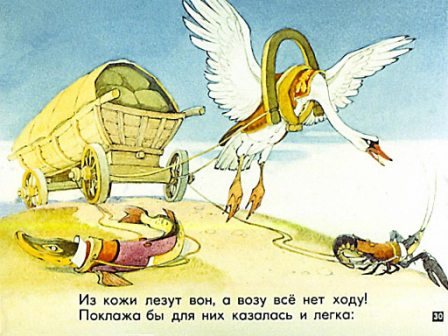 Из кожи лезут вон, а возу всё нет ходу!
Поклажа бы для них казалась и легка:
30